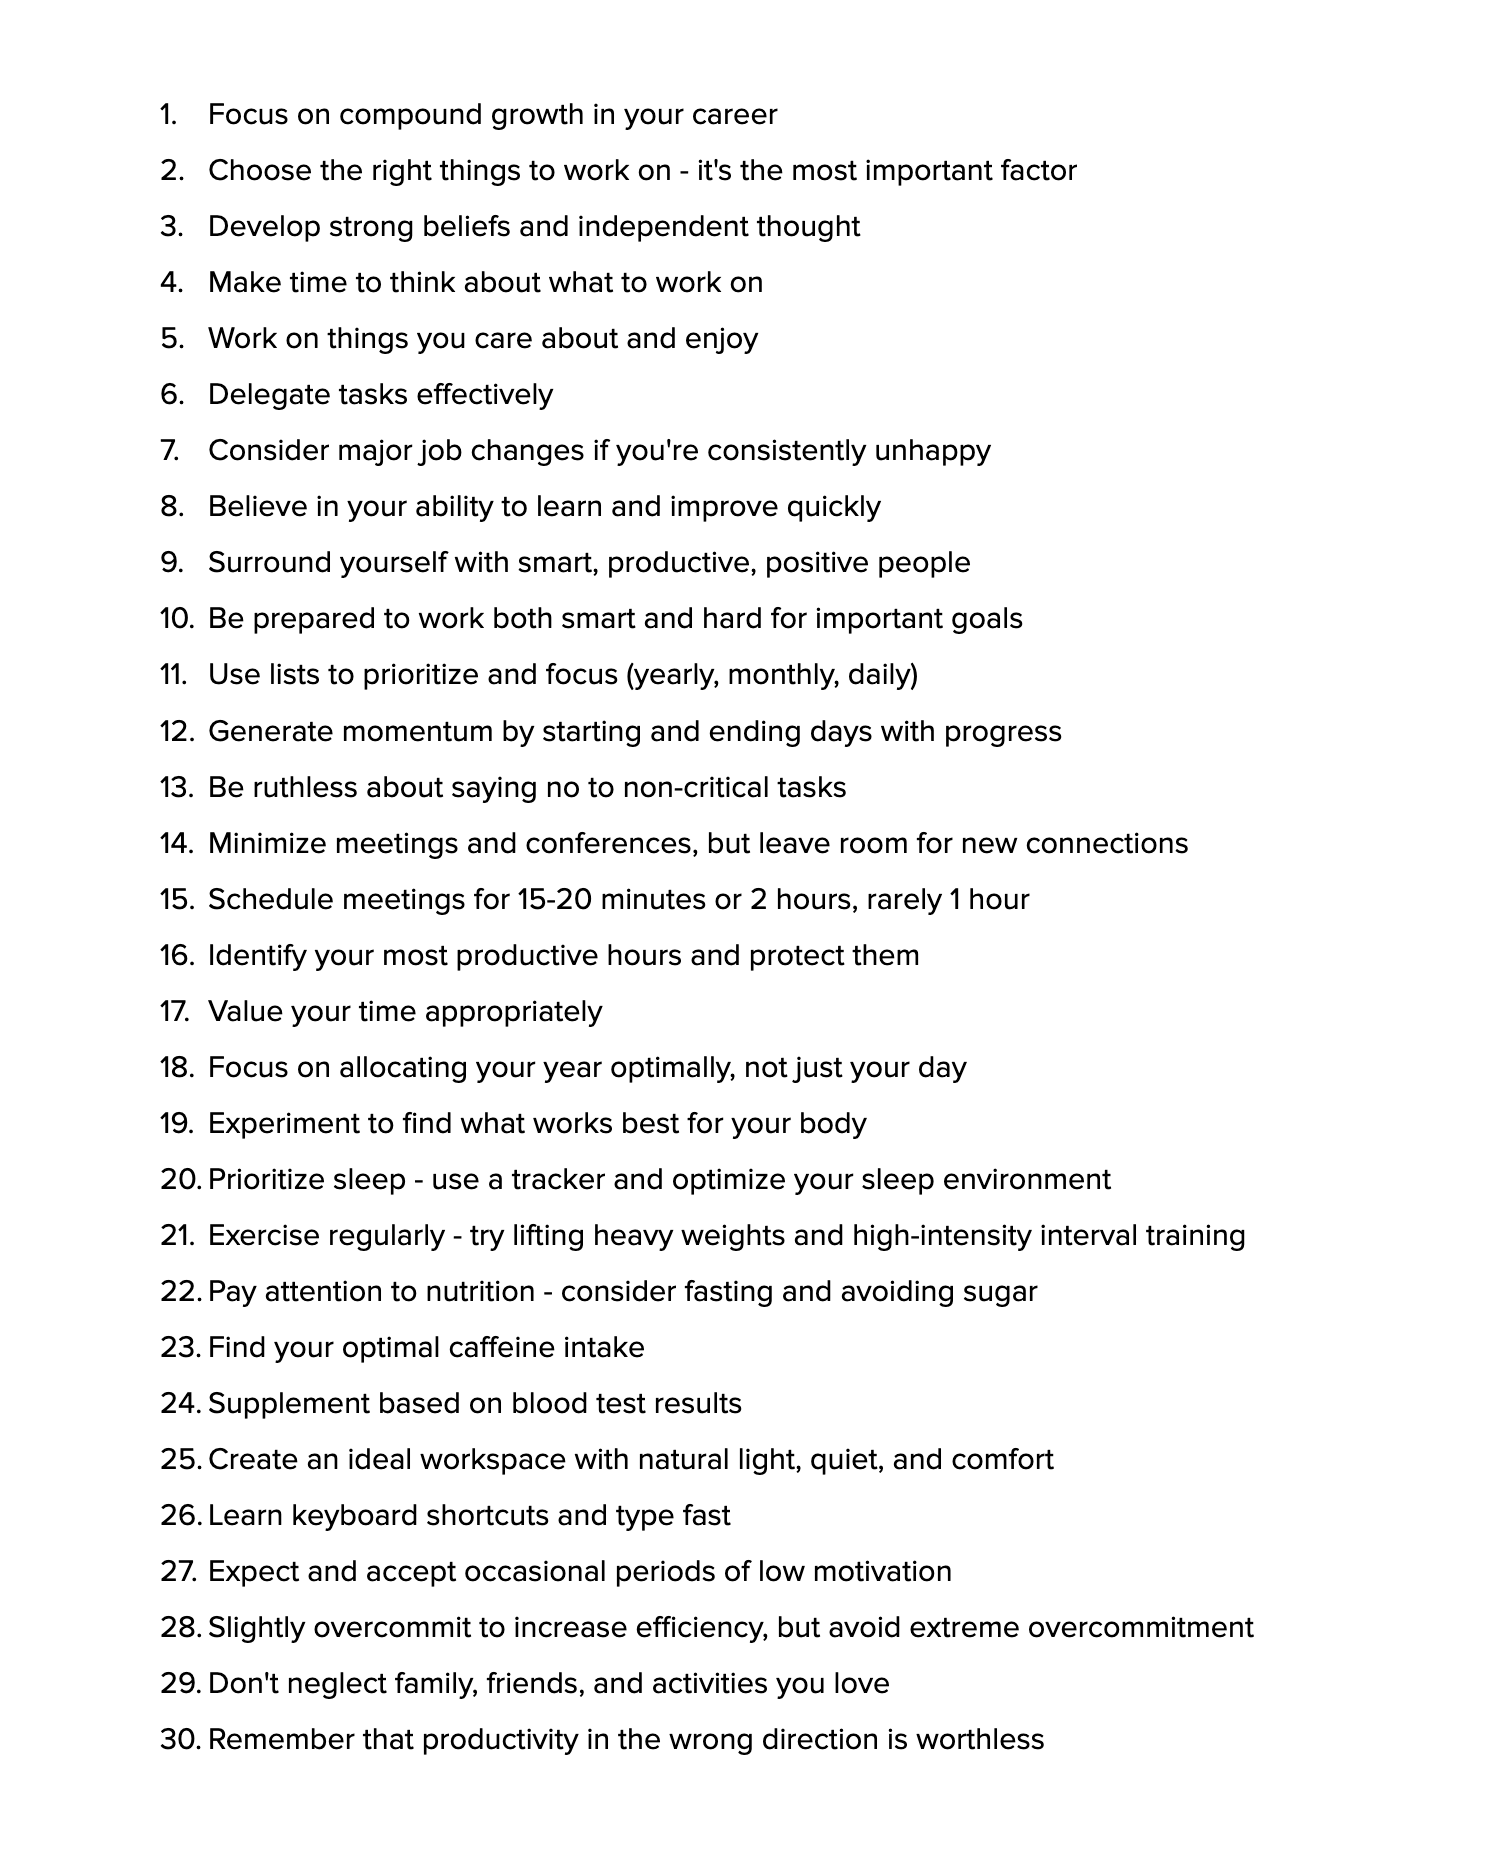 1. Focus on compound growth in your career
2. Choose the right things to work on - it's the most important factor
3. Develop strong beliefs and independent thought
4. Make time to think about what to work on
5. Work on things you care about and enjoy
6. Delegate tasks effectively
7. Consider major job changes if you're consistently unhappy
8. Believe in your ability to learn and improve quickly
9. Surround yourself with smart, productive, positive people
10. Be prepared to work both smart and hard for important goals
11. Use lists to prioritize and focus (yearly, monthly, daily)
12. Generate momentum by starting and ending days with progress
13. Be ruthless about saying no to non-critical tasks
14. Minimize meetings and conferences, but leave room for new connections
15. Schedule meetings for 15-20 minutes or 2 hours, rarely 1 hour
16. Identify your most productive hours and protect them
17. Value your time appropriately
18. Focus on allocating your year optimally, not just your day
19. Experiment to find what works best for your body
20. Prioritize sleep - use a tracker and optimize your sleep environment
21. Exercise regularly - try lifting heavy weights and high-intensity interval training
22. Pay attention to nutrition - consider fasting and avoiding sugar
23. Find your optimal caffeine intake
24. Supplement based on blood test results
25. Create an ideal workspace with natural light, quiet, and comfort
26. Learn keyboard shortcuts and type fast
27. Expect and accept occasional periods of low motivation
28. Slightly overcommit to increase efficiency, but avoid extreme overcommitment
29. Don't neglect family, friends, and activities you love
30. Remember that productivity in the wrong direction is worthless